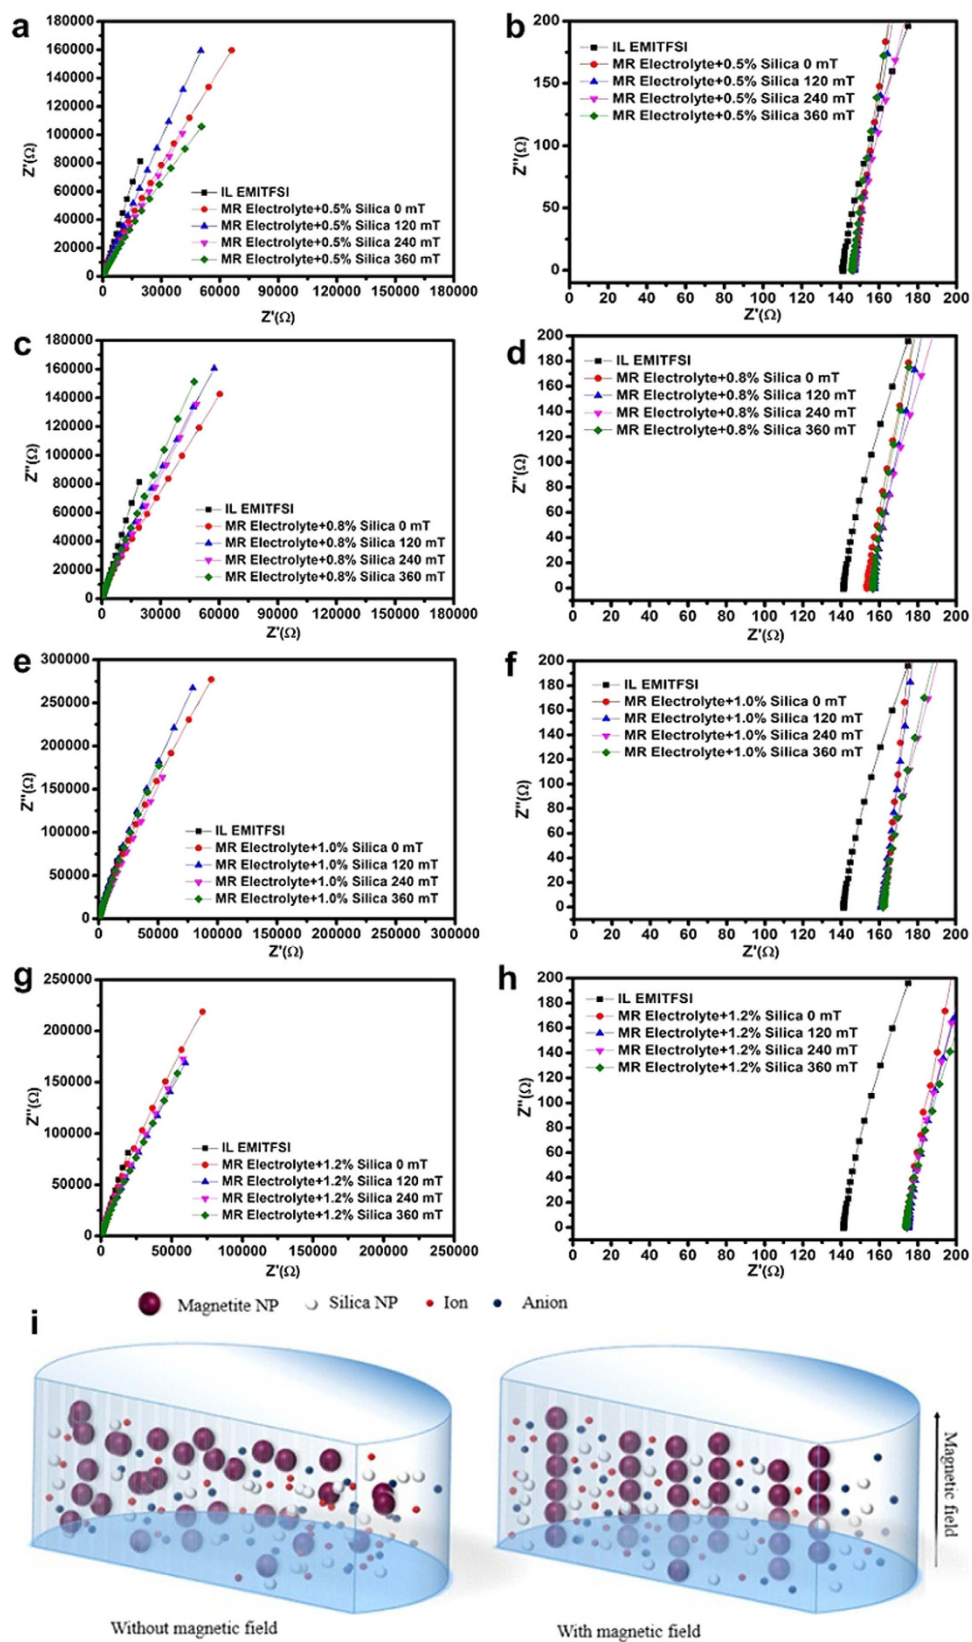 a
180000
160000
140000
120000
100000
80000
60000
40000
20000
0
Z'(Ω)
IL EMITFSI
MR Electrolyte+0.5% Silica 0 mT
MR Electrolyte+0.5% Silica 120 mT
MR Electrolyte+0.5% Silica 240 mT
MR Electrolyte+0.5% Silica 360 mT
0 30000 60000 90000 120000 150000 180000
Z'(Ω)
b
200
150
100
50
0
Z''(Ω)
IL EMITFSI
MR Electrolyte+0.5% Silica 0 mT
MR Electrolyte+0.5% Silica 120 mT
MR Electrolyte+0.5% Silica 240 mT
MR Electrolyte+0.5% Silica 360 mT
0 20 40 60 80 100 120 140 160 180 200
Z'(Ω)
c
180000
160000
140000
120000
100000
80000
60000
40000
20000
0
Z''(Ω)
IL EMITFSI
MR Electrolyte+0.8% Silica 0 mT
MR Electrolyte+0.8% Silica 120 mT
MR Electrolyte+0.8% Silica 240 mT
MR Electrolyte+0.8% Silica 360 mT
0 30000 60000 90000 120000 150000 180000
Z'(Ω)
d
200
180
160
140
120
100
80
60
40
20
0
Z''(Ω)
IL EMITFSI
MR Electrolyte+0.8% Silica 0 mT
MR Electrolyte+0.8% Silica 120 mT
MR Electrolyte+0.8% Silica 240 mT
MR Electrolyte+0.8% Silica 360 mT
0 20 40 60 80 100 120 140 160 180 200
Z'(Ω)
e
300000
250000
200000
150000
100000
50000
0
Z''(Ω)
IL EMITFSI
MR Electrolyte+1.0% Silica 0 mT
MR Electrolyte+1.0% Silica 120 mT
MR Electrolyte+1.0% Silica 240 mT
MR Electrolyte+1.0% Silica 360 mT
0 50000 100000 150000 200000 250000 300000
Z'(Ω)
f
200
180
160
140
120
100
80
60
40
20
0
Z''(Ω)
IL EMITFSI
MR Electrolyte+1.0% Silica 0 mT
MR Electrolyte+1.0% Silica 120 mT
MR Electrolyte+1.0% Silica 240 mT
MR Electrolyte+1.0% Silica 360 mT
0 20 40 60 80 100 120 140 160 180 200
Z'(Ω)
g
250000
200000
150000
100000
50000
0
Z''(Ω)
IL EMITFSI
MR Electrolyte+1.2% Silica 0 mT
MR Electrolyte+1.2% Silica 120 mT
MR Electrolyte+1.2% Silica 240 mT
MR Electrolyte+1.2% Silica 360 mT
0 50000 100000 150000 200000 250000
Z'(Ω)
h
200
180
160
140
120
100
80
60
40
20
0
Z''(Ω)
IL EMITFSI
MR Electrolyte+1.2% Silica 0 mT
MR Electrolyte+1.2% Silica 120 mT
MR Electrolyte+1.2% Silica 240 mT
MR Electrolyte+1.2% Silica 360 mT
0 20 40 60 80 100 120 140 160 180 200
Z'(Ω)
Magnetite NP Silica NP Ion Anion
i
Magnetic field
Without magnetic field
With magnetic field